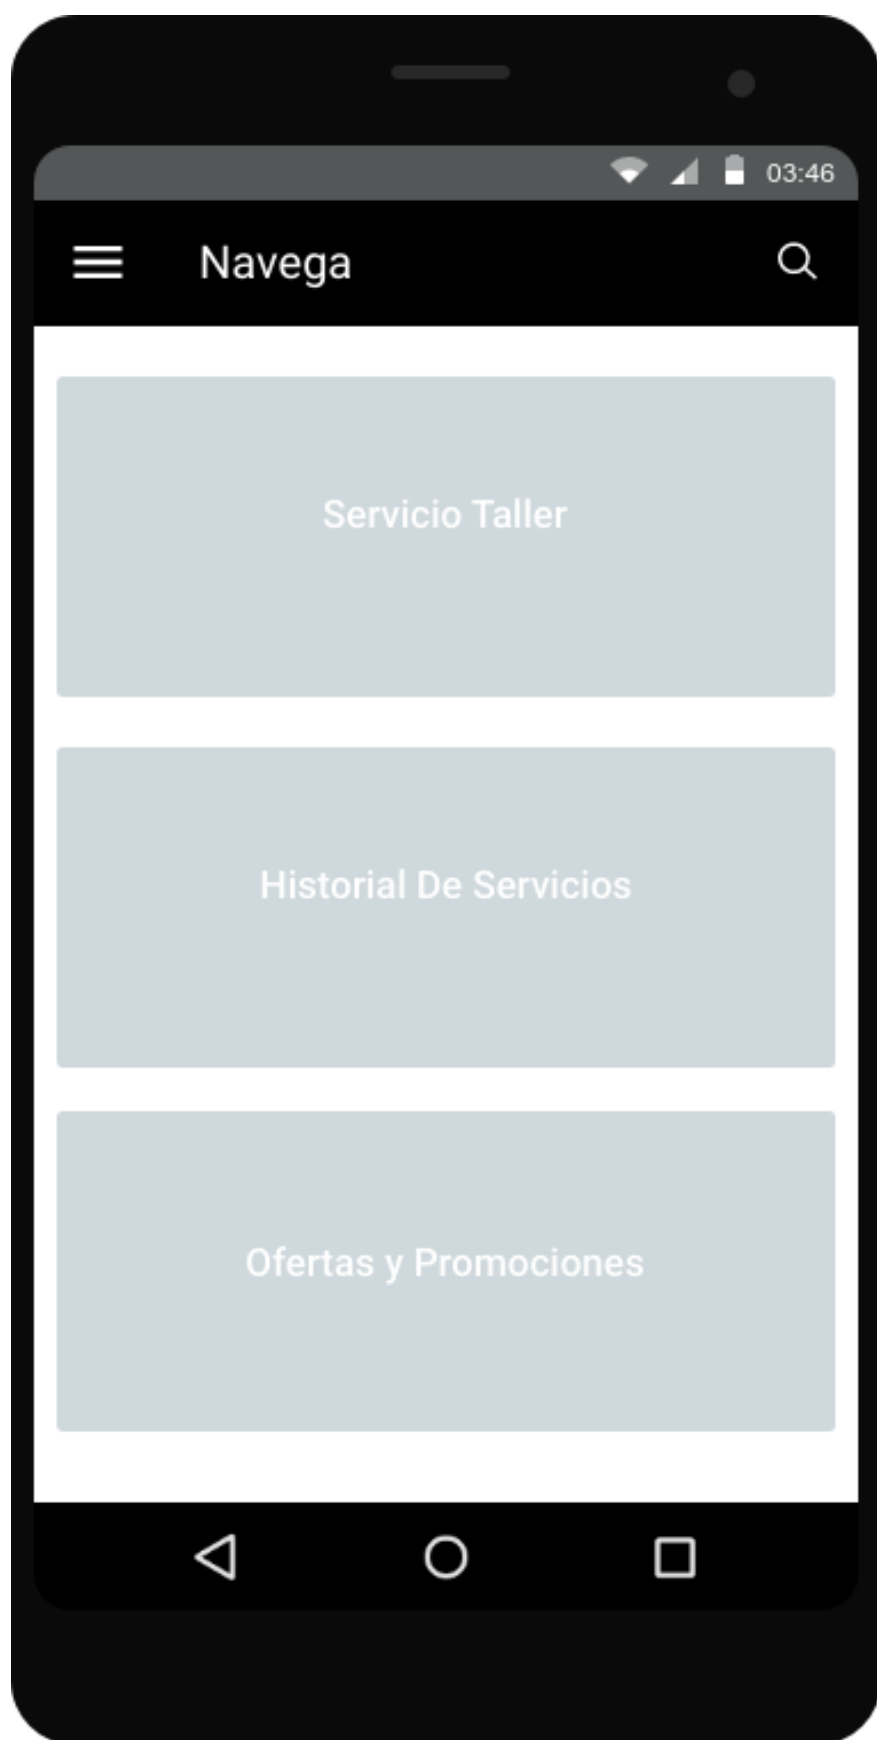 03:46
Navega
Servicio Taller
Historial De Servicios
Ofertas y Promociones